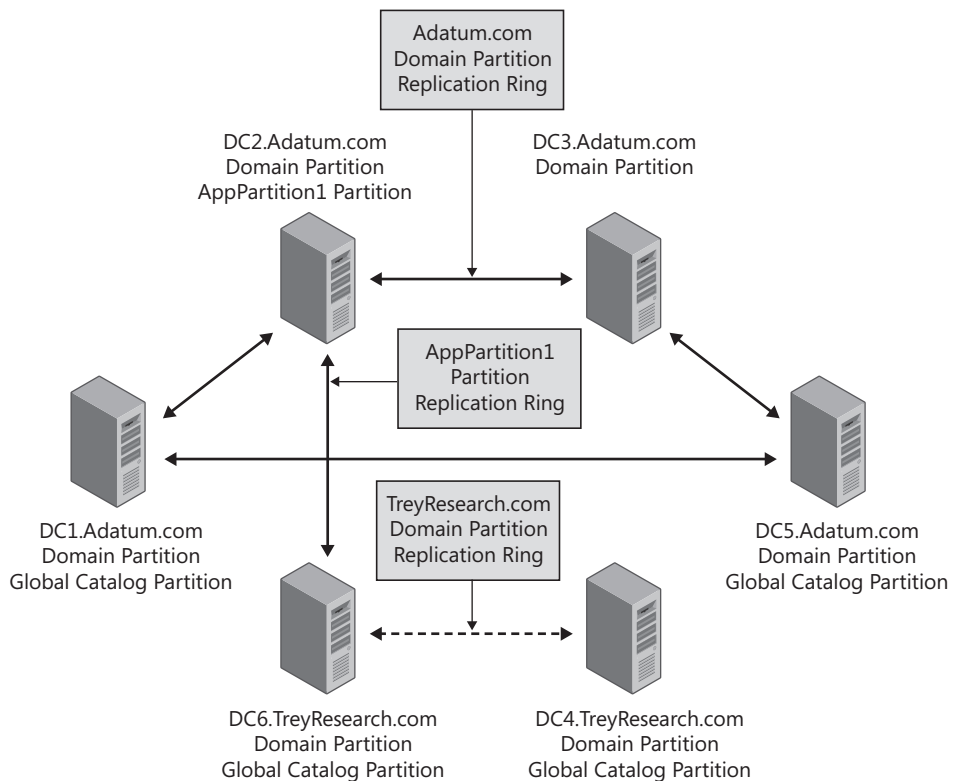 Adatum.com
Domain Partition
Replication Ring
DC2.Adatum.com
Domain Partition
AppPartition1 Partition
DC3.Adatum.com
Domain Partition
AppPartition1
Partition
Replication Ring
DC1.Adatum.com
Domain Partition
Global Catalog Partition
TreyResearch.com
Domain Partition
Replication Ring
DC5.Adatum.com
Domain Partition
Global Catalog Partition
DC6.TreyResearch.com
Domain Partition
Global Catalog Partition
DC4.TreyResearch.com
Domain Partition
Global Catalog Partition